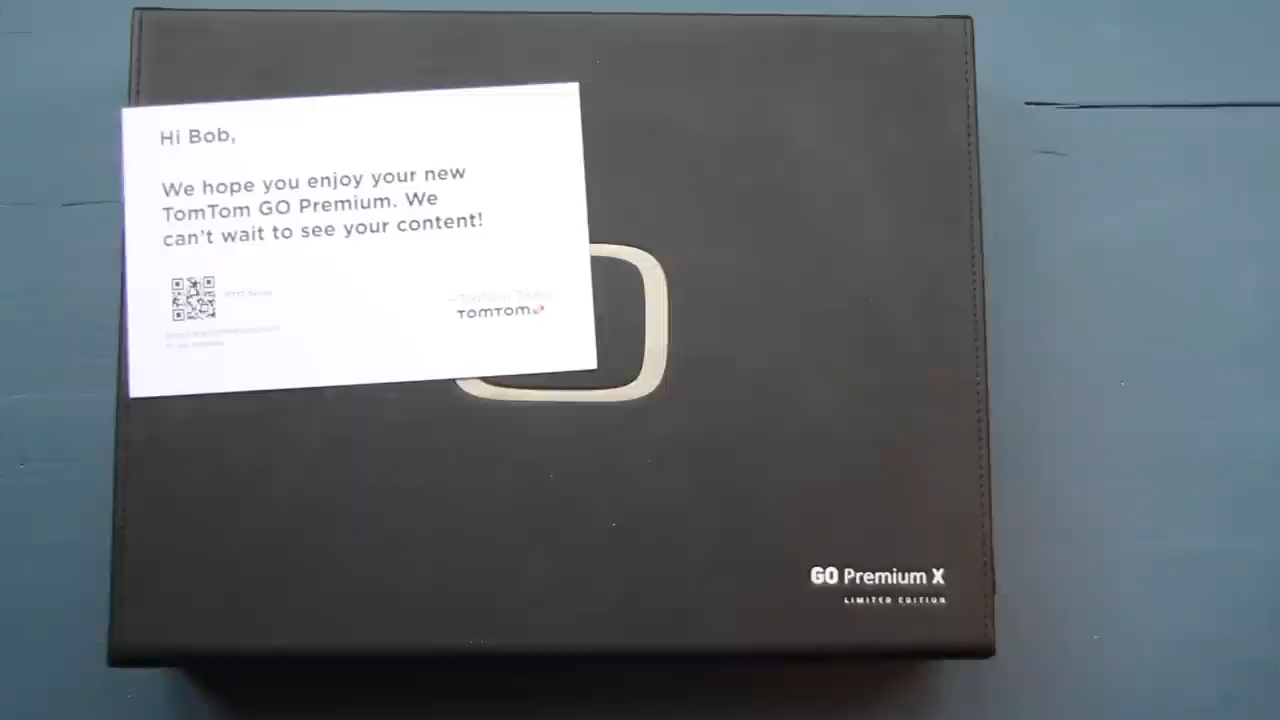 Hi Bob,
We hope you enjoy your new
TomTom GO Premium. We
can't wait to see your content!
TOMTOM
GO Premium X
LIMITED EDITION